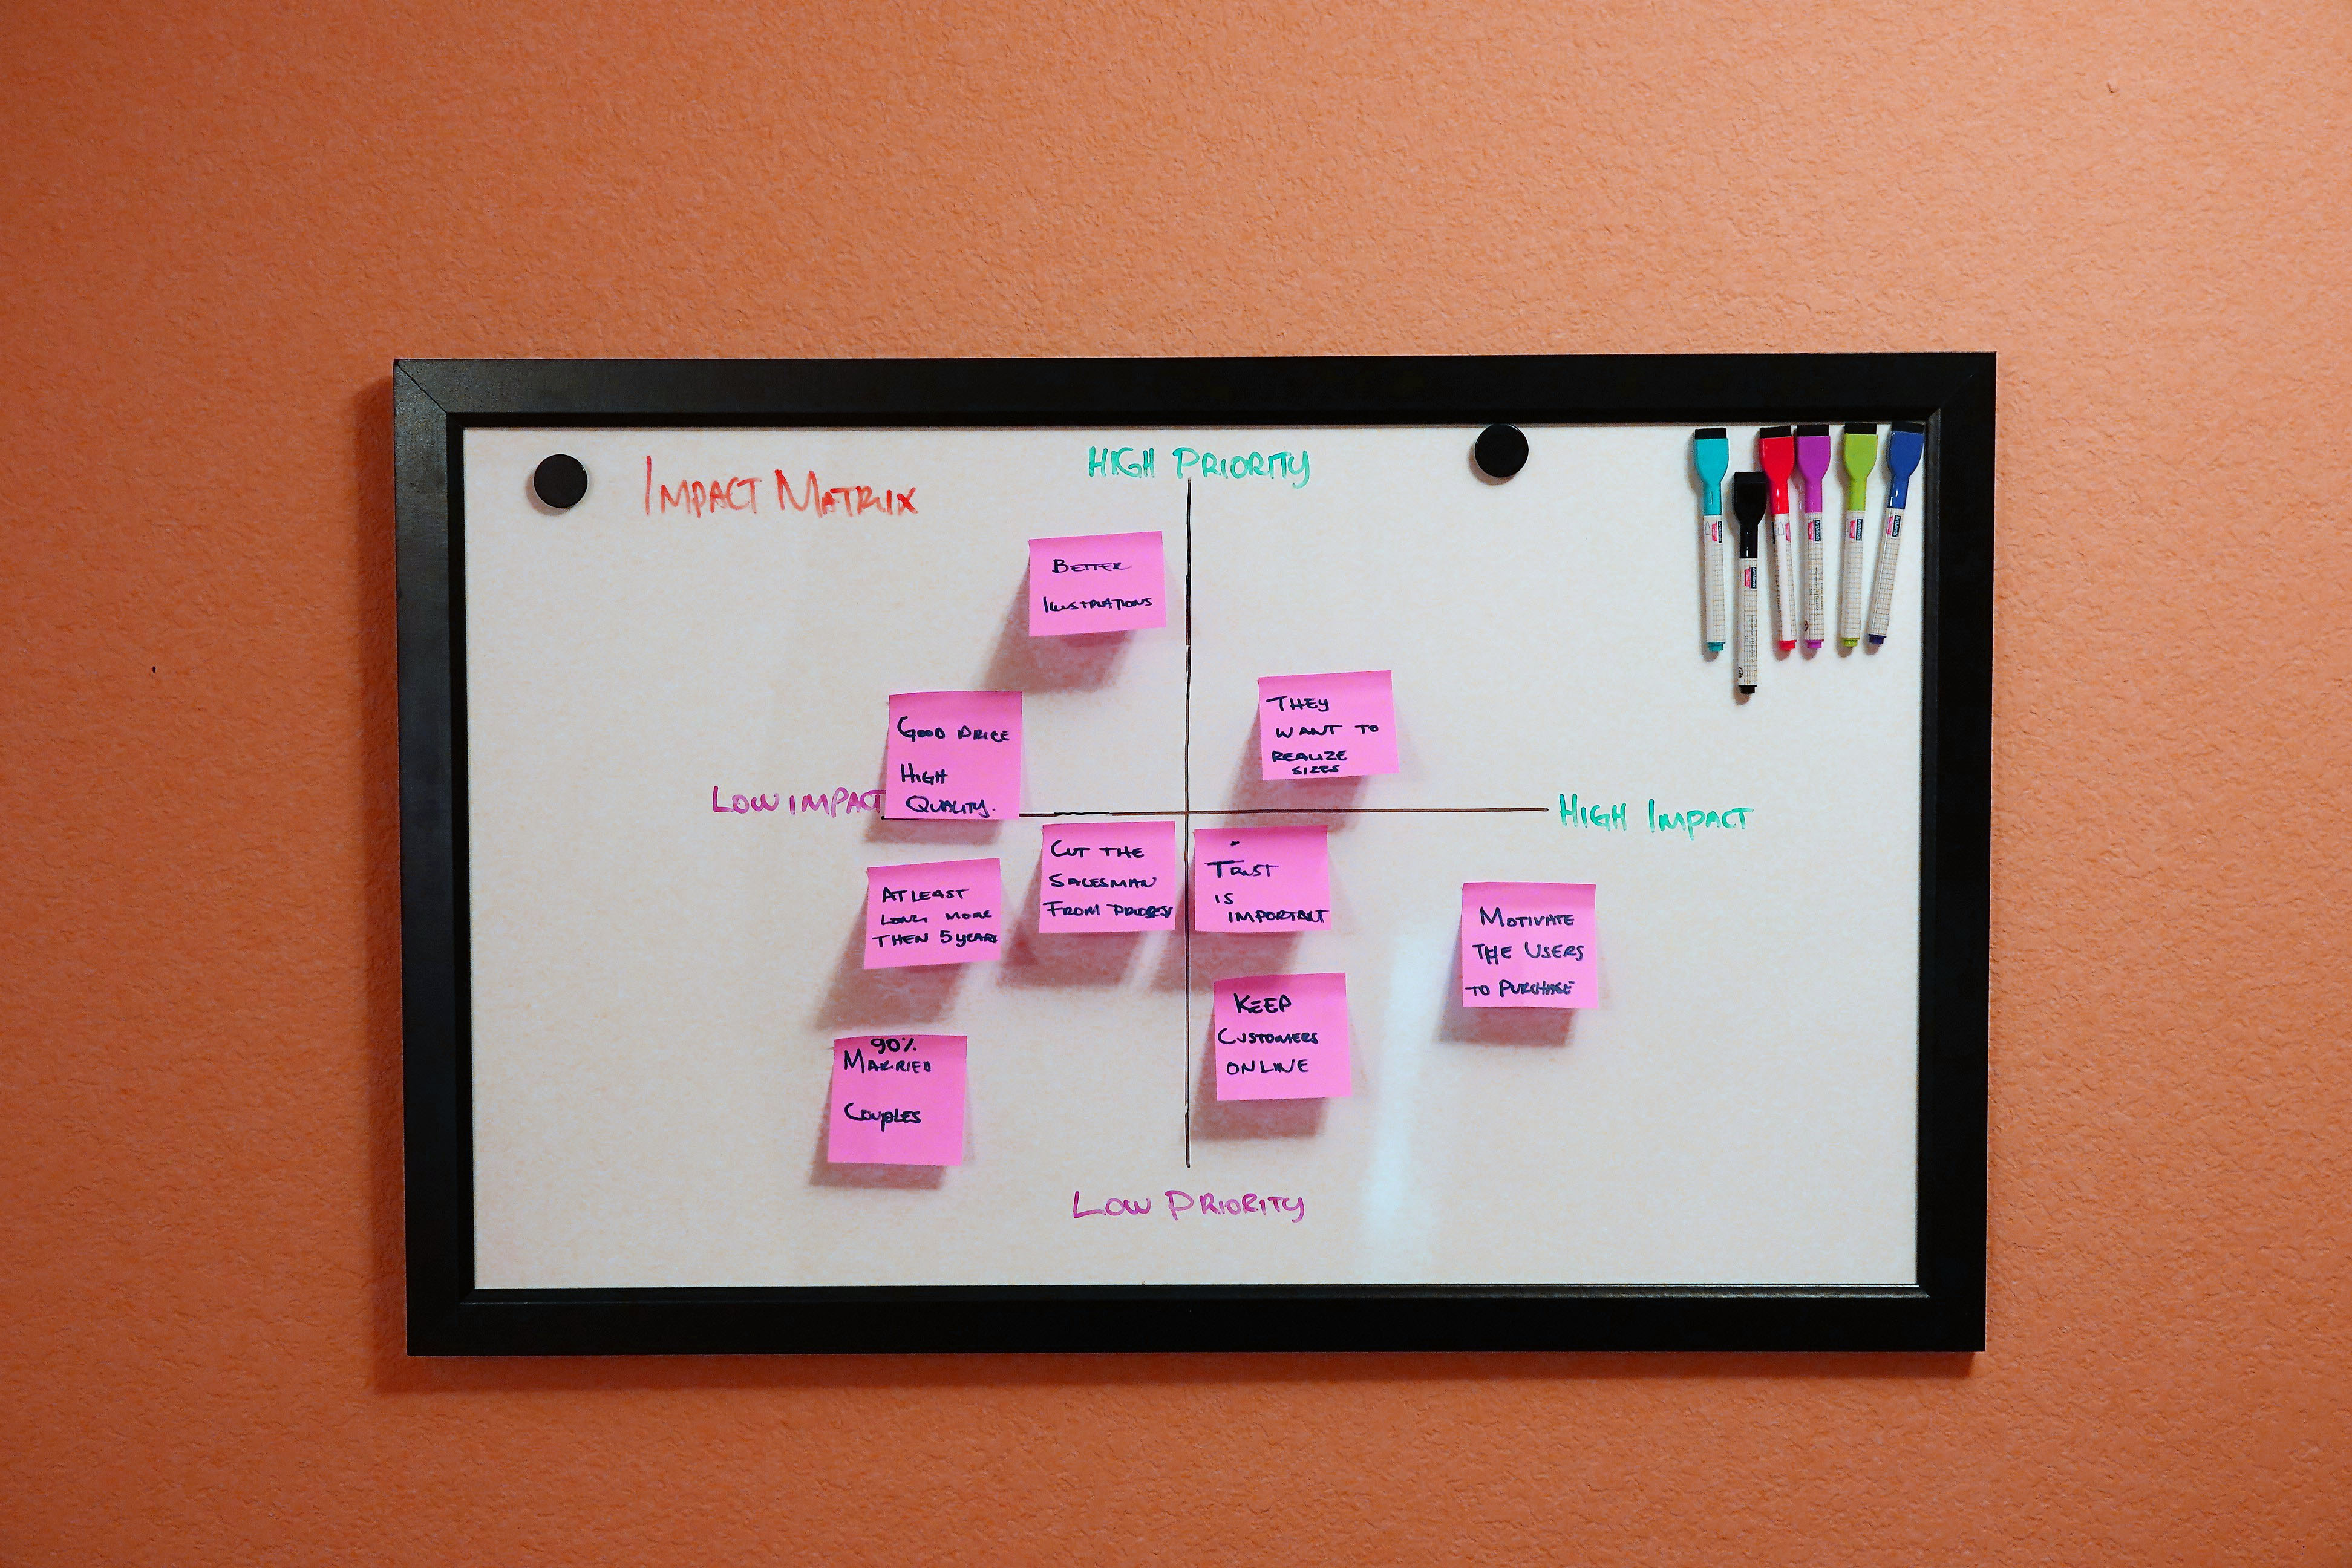 IMPACT MATRIX
HIGH PRIORITY
BETTER
ILLUSTRATIONS
GOOD PRICE
HIGH
QUALITY.
THEY
WANT TO
REALIZE
SIZES
LOW IMPACT
HIGH IMPACT
AT LEAST
LONG MORE
THEN 5 YEARS
CUT THE
SALESMAN
FROM PROCESS
TRUST
IS
IMPORTANT
MOTIVATE
THE USERS
TO PURCHASE
90%
MARRIED
COUPLES
KEEP
CUSTOMERS
ONLINE
LOW PRIORITY